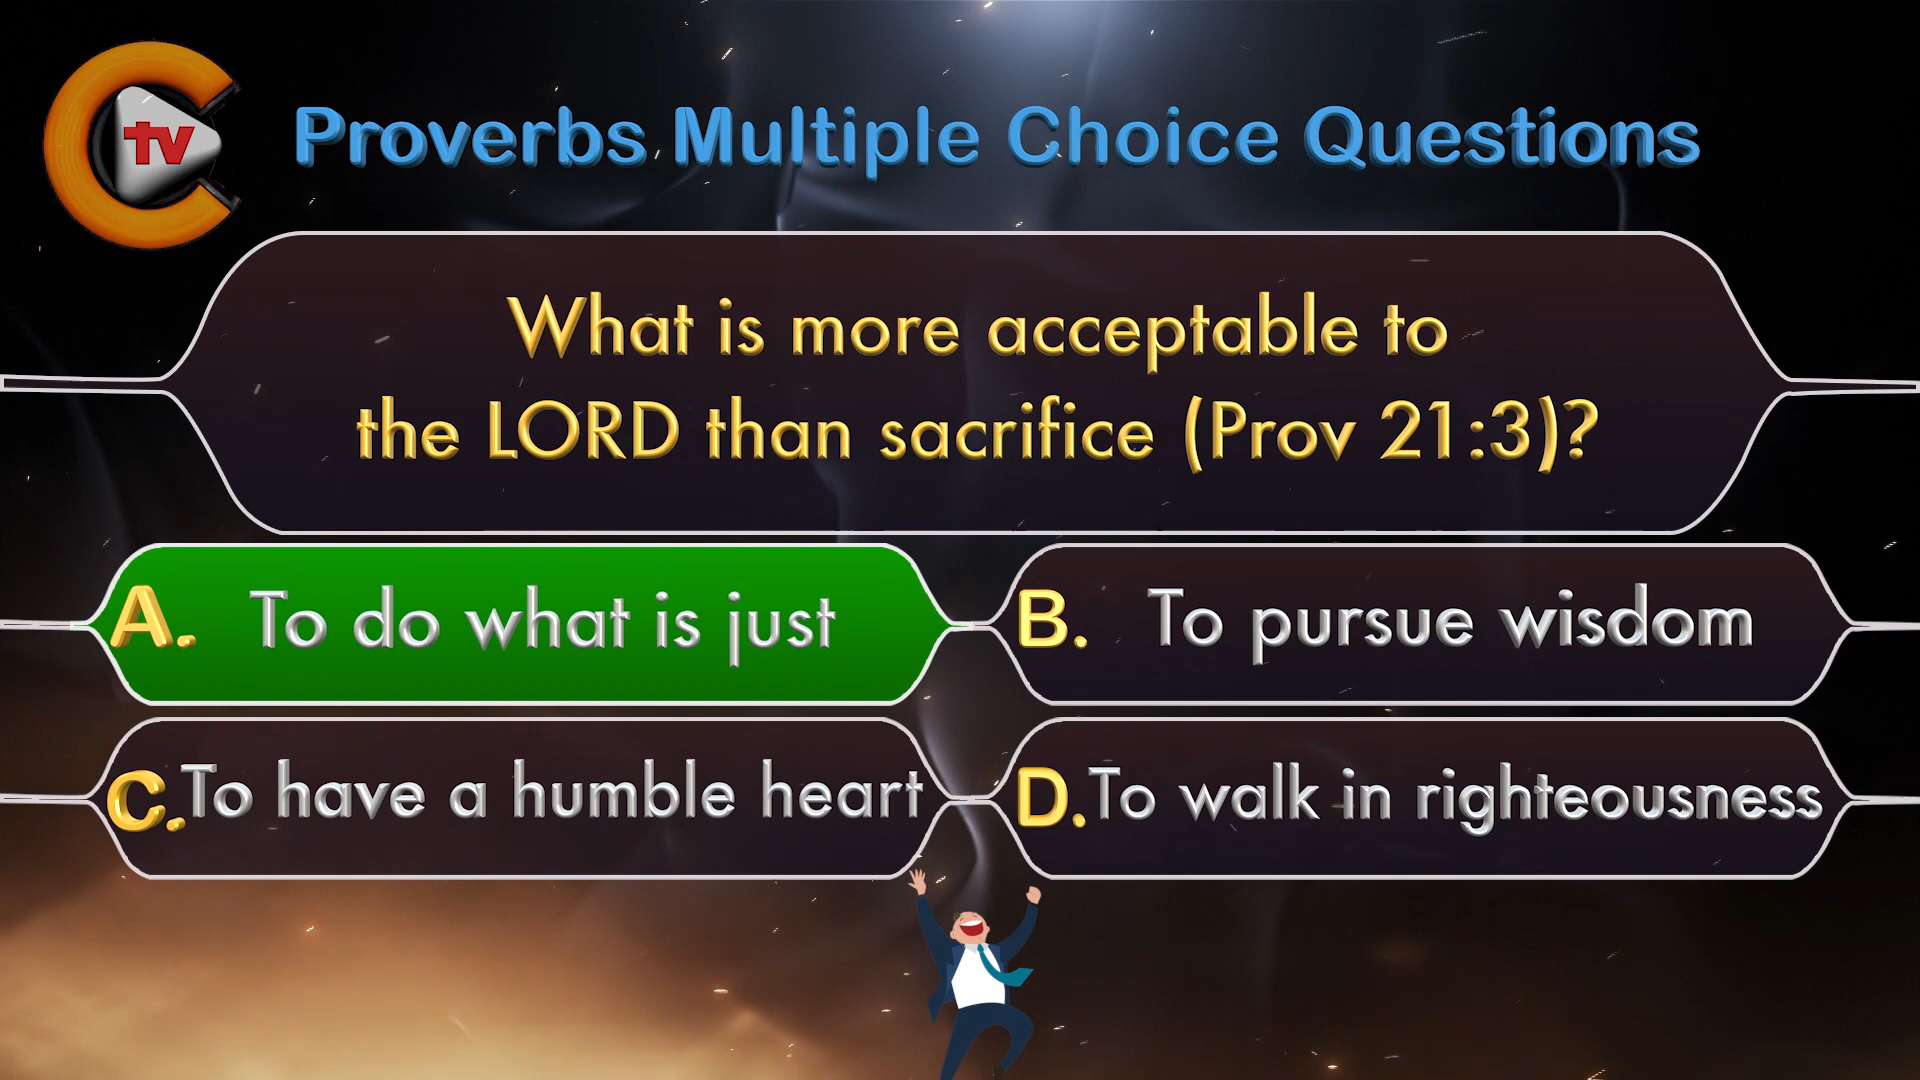 tv
Proverbs Multiple Choice Questions
What is more acceptable to
the LORD than sacrifice (Prov 21:3)?
A. To do what is just
B. To pursue wisdom
C. To have a humble heart
D. To walk in righteousness